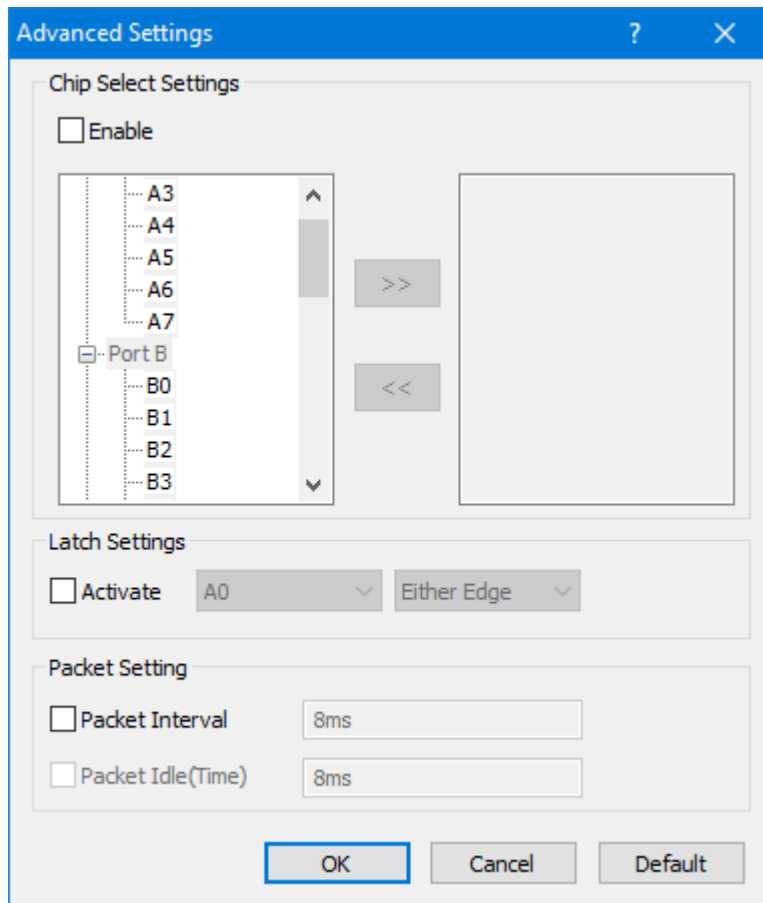 Advanced Settings ?
Chip Select Settings
Enable
A3
A4
A5
A6
A7
Port B
B0
B1
B2
B3
>>
<<
Latch Settings
Activate A0 Either Edge
Packet Setting
Packet Interval 8ms
Packet Idle(Time) 8ms
OK Cancel Default